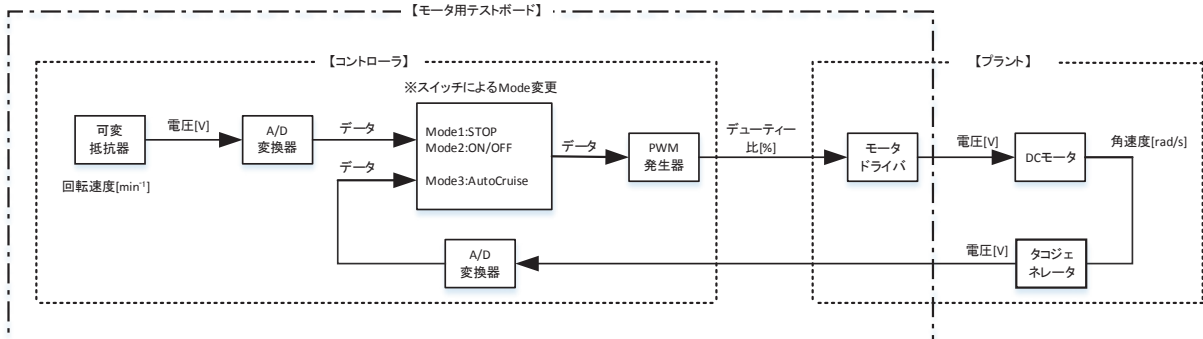 【モータ用テストボード】
【コントローラ】
【プラント】
※スイッチによるMode変更
可変
抵抗器
電圧[V]
A/D
変換器
データ
Mode1:STOP
Mode2:ON/OFF
Mode3:AutoCruise
データ
データ
PWM
発生器
デューティー
比[%]
モータ
ドライバ
電圧[V]
DCモータ
角速度[rad/s]
回転速度[min⁻¹]
A/D
変換器
電圧[V]
タコジェ
ネレータ